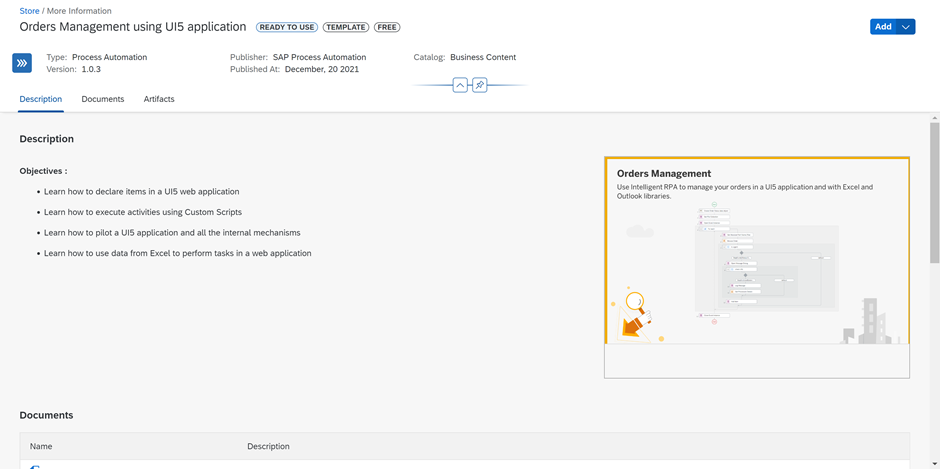 Store / More Information
Orders Management using UI5 application READY TO USE TEMPLATE FREE
Add
Type: Process Automation
Version: 1.0.3
Publisher: SAP Process Automation
Published At: December, 20 2021
Catalog: Business Content
Description Documents Artifacts
Description
Objectives :
• Learn how to declare items in a UI5 web application
• Learn how to execute activities using Custom Scripts
• Learn how to pilot a UI5 application and all the internal mechanisms
• Learn how to use data from Excel to perform tasks in a web application
Orders Management
Use Intelligent RPA to manage your orders in a UI5 application and with Excel and
Outlook libraries.
Documents
Name Description